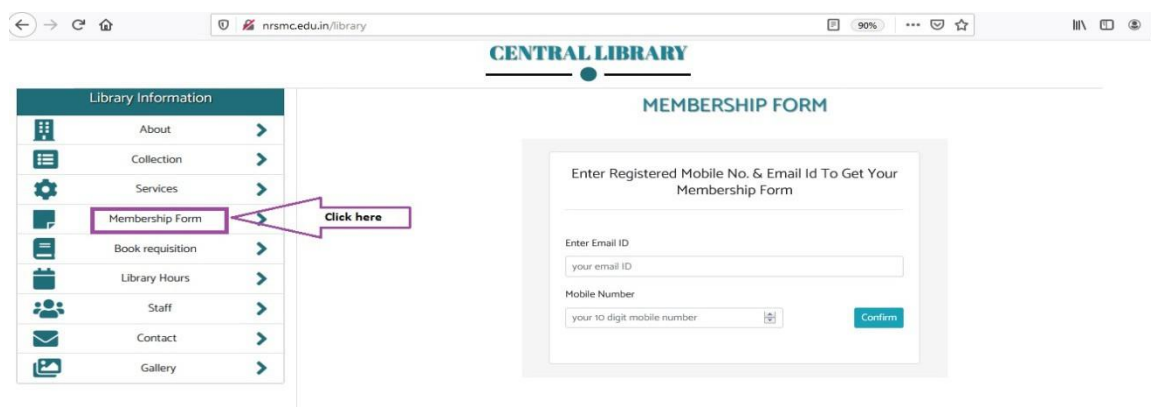 nrsmc.edu.in/library
90%
CENTRAL LIBRARY
Library Information
About
Collection
Services
Membership Form
Click here
Book requisition
Library Hours
Staff
Contact
Gallery
MEMBERSHIP FORM
Enter Registered Mobile No. & Email Id To Get Your
Membership Form
Enter Email ID
your email ID
Mobile Number
your 10 digit mobile number
Confirm